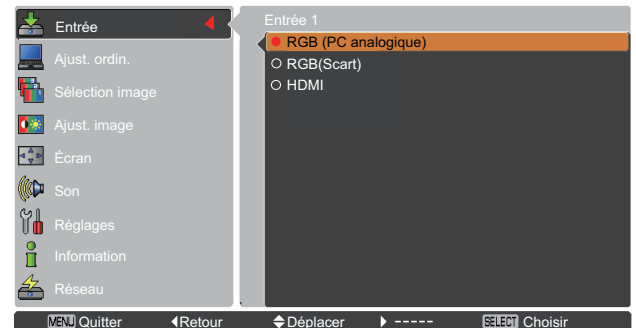 Entrée
Ajust. ordin.
Sélection image
Ajust. image
Écran
Son
Réglages
Information
Réseau
Entrée 1
RGB (PC analogique)
RGB(Scart)
HDMI
MENU Quitter Retour Déplacer ----- SELECT Choisir